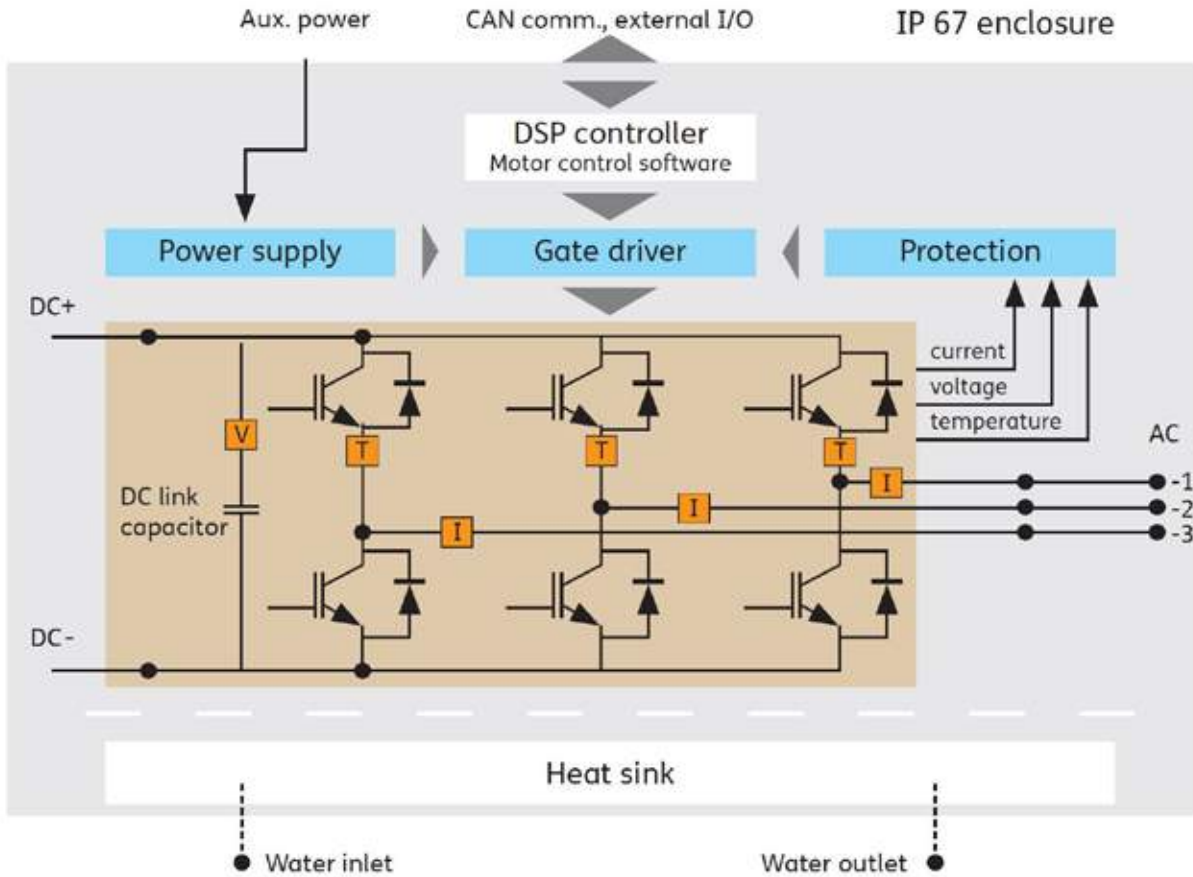 Aux. power
CAN comm., external I/O
IP 67 enclosure
DSP controller
Motor control software
Power supply
Gate driver
Protection
DC+
current
voltage
temperature
V
T
T
T
AC
I
-1
I
-2
I
-3
DC link
capacitor
DC-
Heat sink
Water inlet
Water outlet